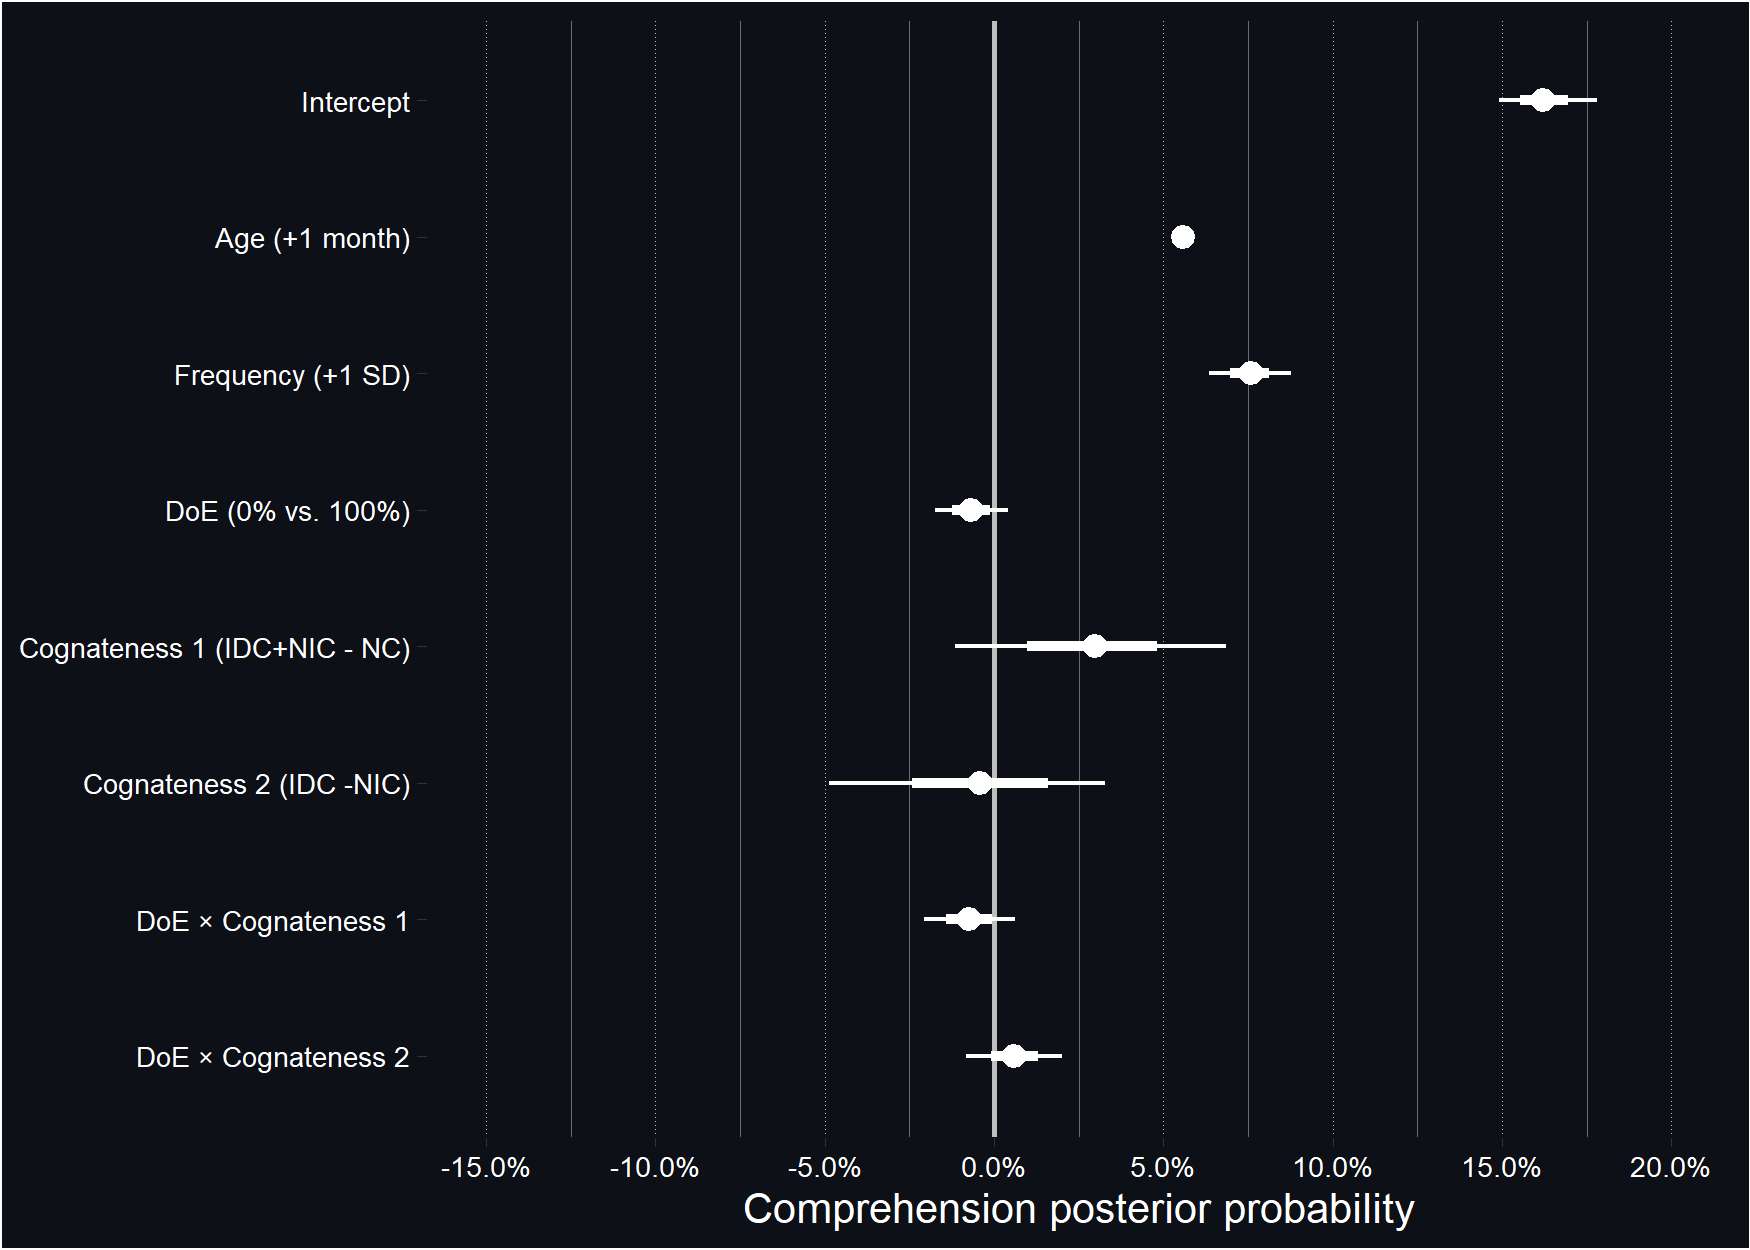 Intercept
Age (+1 month)
Frequency (+1 SD)
DoE (0% vs. 100%)
Cognateness 1 (IDC+NIC - NC)
Cognateness 2 (IDC -NIC)
DoE × Cognateness 1
DoE × Cognateness 2
-15.0% -10.0% -5.0% 0.0% 5.0% 10.0% 15.0% 20.0%
Comprehension posterior probability